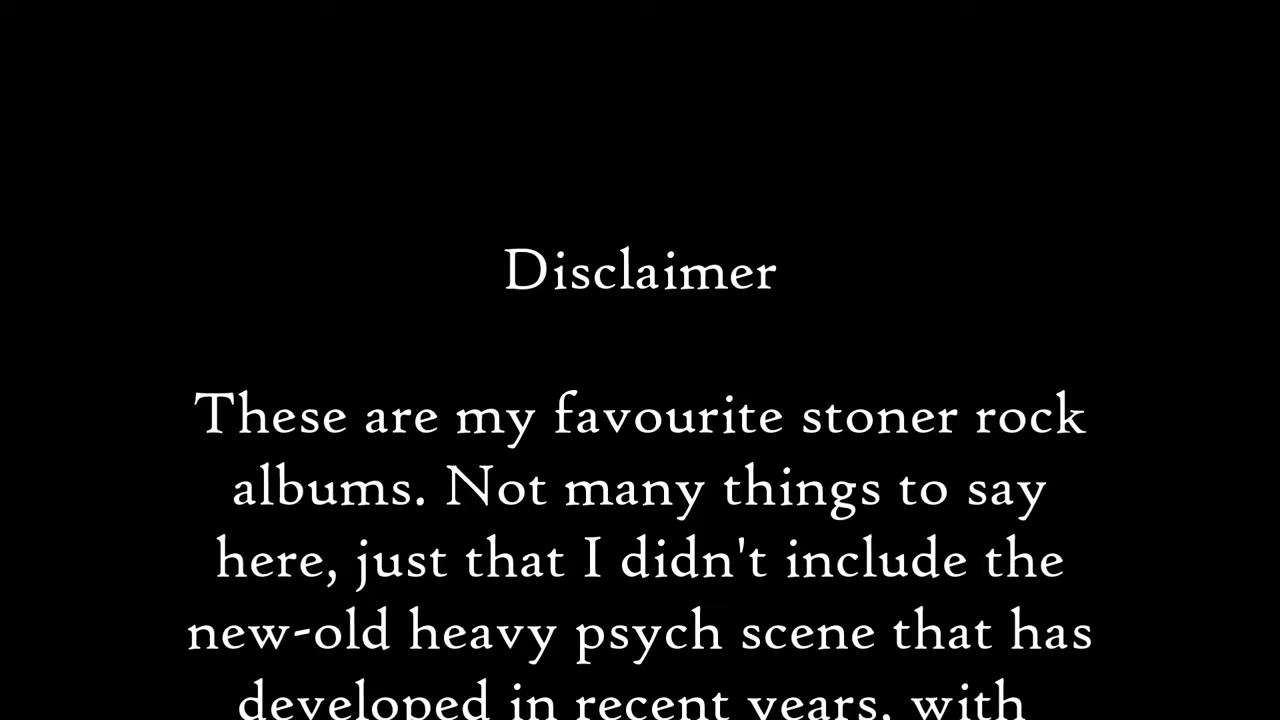 Disclaimer
These are my favourite stoner rock
albums. Not many things to say
here, just that I didn't include the
new-old heavy psych scene that has
developed in recent years, with